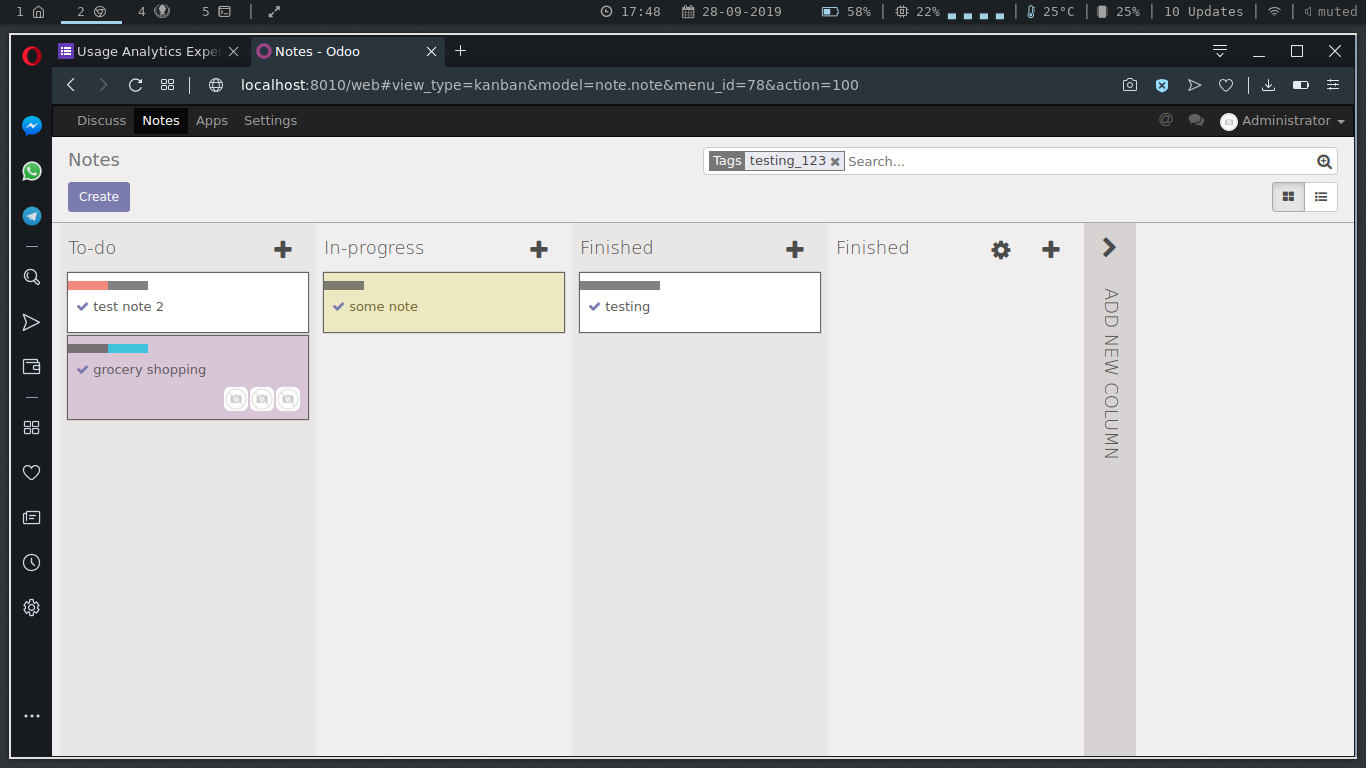 1 2 4 5 17:48 28-09-2019 58% 22% 25°C 25% 10 Updates muted
Usage Analytics Expe Notes - Odoo
localhost:8010/web#view_type=kanban&model=note.note&menu_id=78&action=100
Discuss Notes Apps Settings @ Administrator
Notes Tags testing_123 Search...
Create
To-do In-progress Finished Finished
test note 2 some note testing
grocery shopping
ADD NEW COLUMN